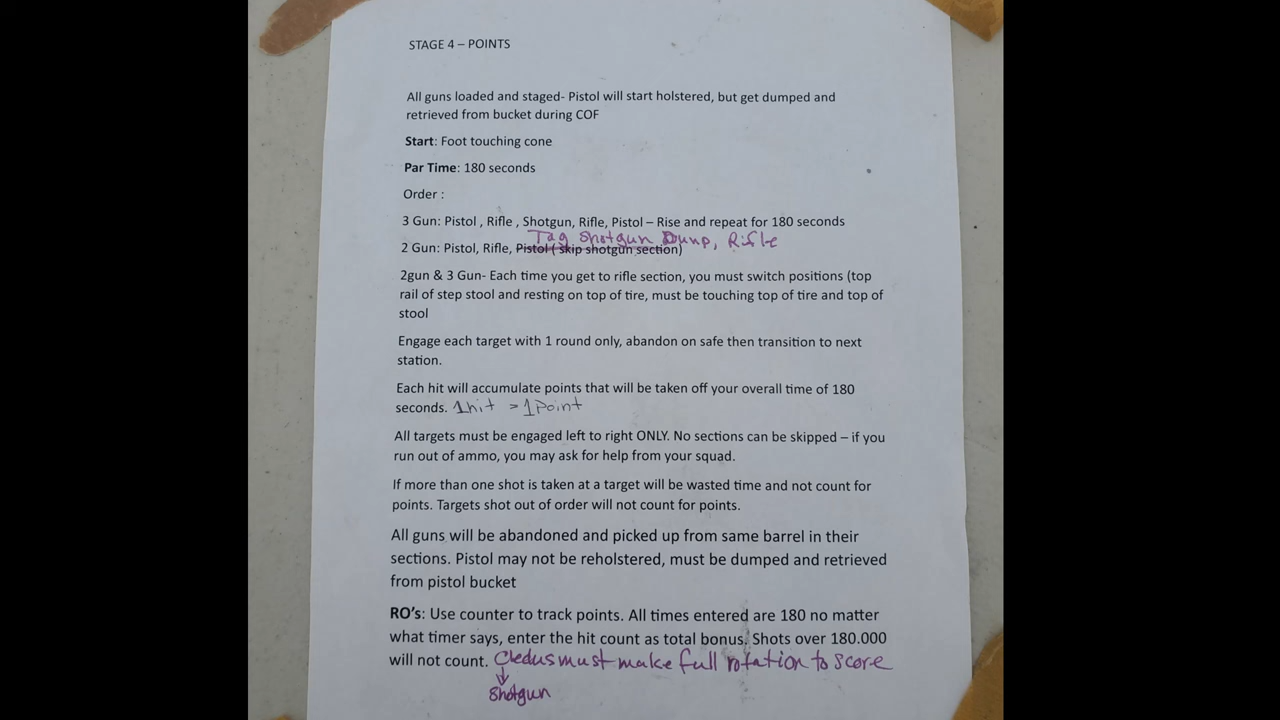 STAGE 4 – POINTS
All guns loaded and staged- Pistol will start holstered, but get dumped and
retrieved from bucket during COF
Start: Foot touching cone
Par Time: 180 seconds
Order :
3 Gun: Pistol , Rifle , Shotgun, Rifle, Pistol – Rise and repeat for 180 seconds
Tag Shotgun Dump, Rifle
2 Gun: Pistol, Rifle, Pistol ( skip shotgun section)
2gun & 3 Gun- Each time you get to rifle section, you must switch positions (top
rail of step stool and resting on top of tire, must be touching top of tire and top of
stool
Engage each target with 1 round only, abandon on safe then transition to next
station.
Each hit will accumulate points that will be taken off your overall time of 180
seconds. 1 hit = 1 Point
All targets must be engaged left to right ONLY. No sections can be skipped – if you
run out of ammo, you may ask for help from your squad.
If more than one shot is taken at a target will be wasted time and not count for
points. Targets shot out of order will not count for points.
All guns will be abandoned and picked up from same barrel in their
sections. Pistol may not be reholstered, must be dumped and retrieved
from pistol bucket
RO's: Use counter to track points. All times entered are 180 no matter
what timer says, enter the hit count as total bonus. Shots over 180.000
will not count. Cledus must make full rotation to score
Shotgun